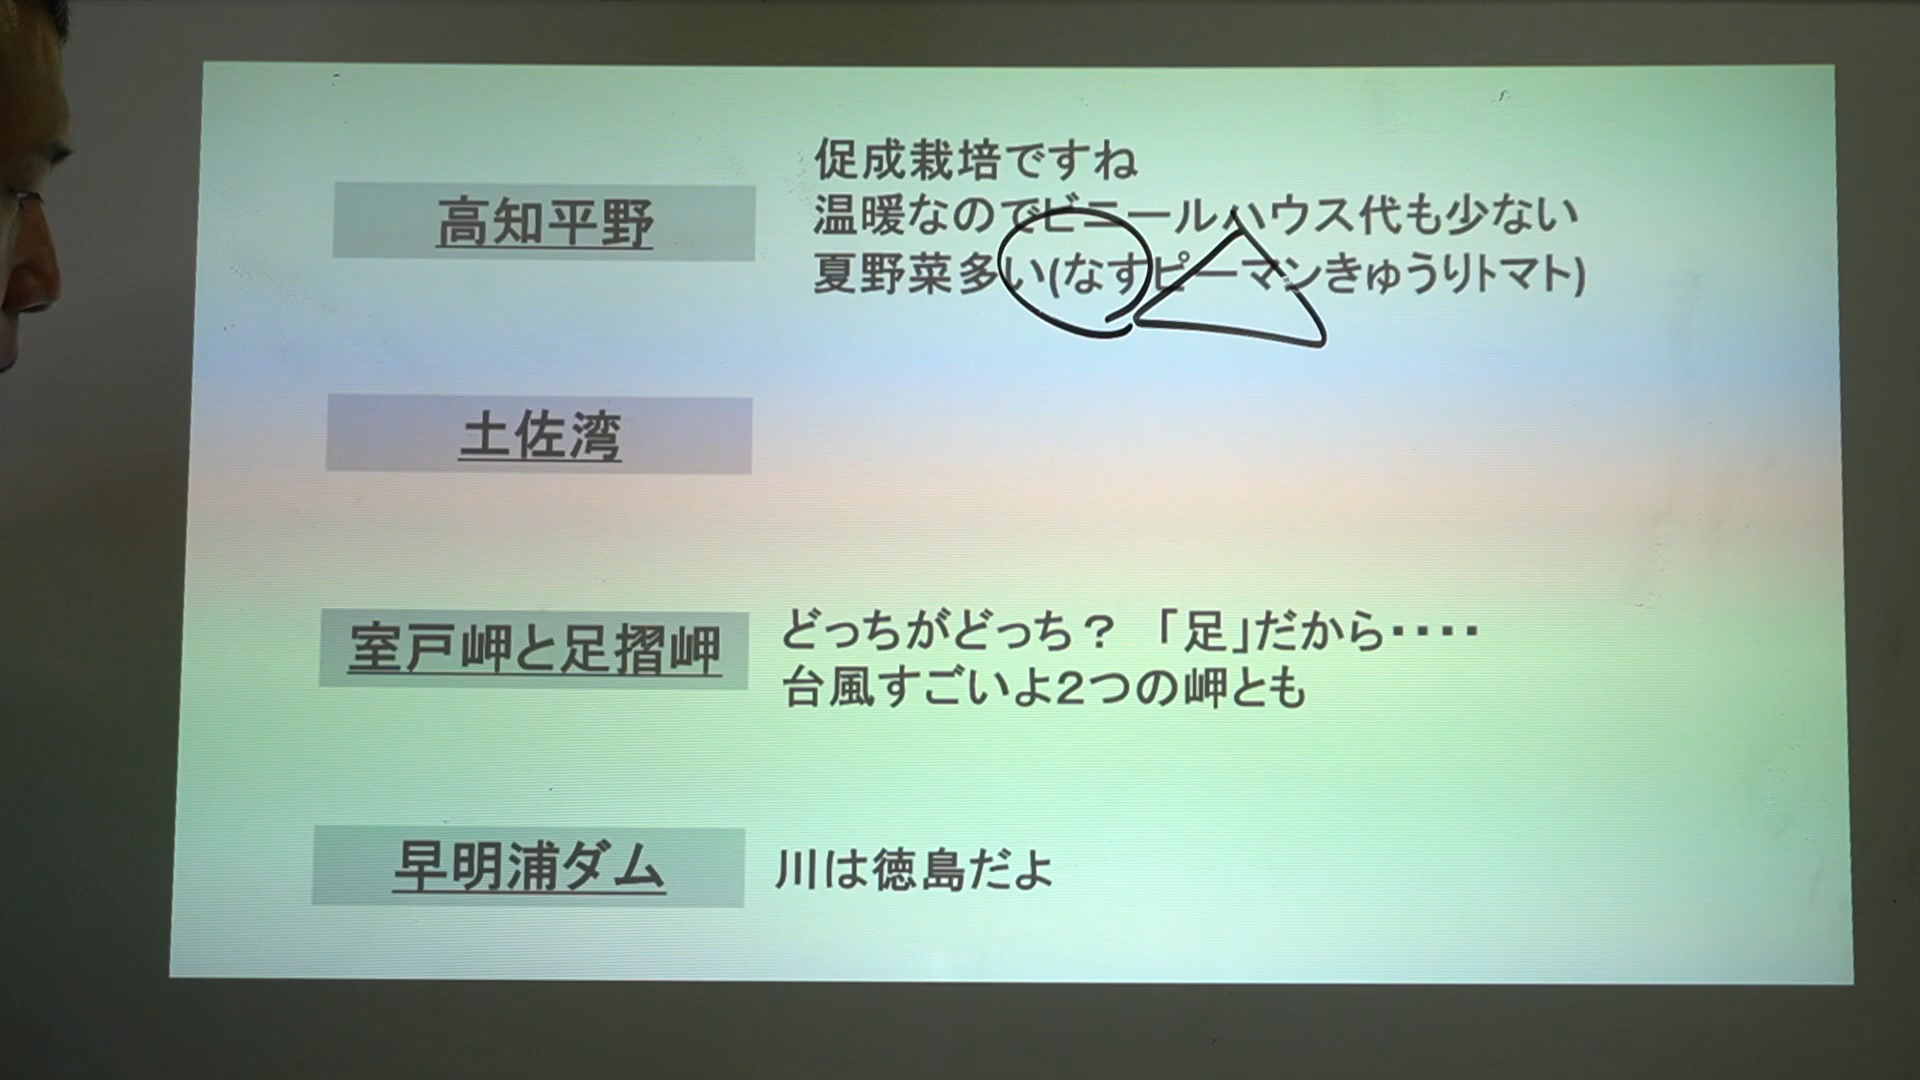 高知平野
促成栽培ですね
温暖なのでビニールハウス代も少ない
夏野菜多い(なすピーマンきゅうりトマト)
土佐湾
室戸岬と足摺岬
どっちがどっち？ 「足」だから・・・・
台風すごいよ２つの岬とも
早明浦ダム
川は徳島だよ